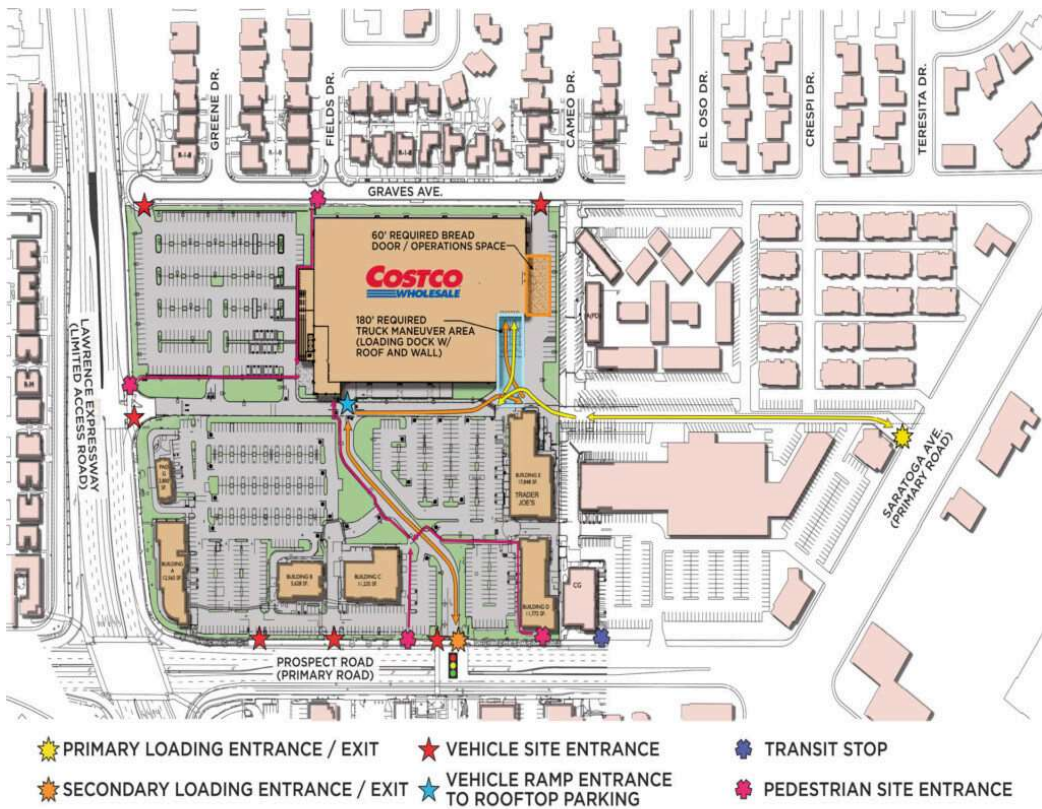 GREENE DR.
FIELDS DR.
CAMEO DR.
EL OSO DR.
CRESPI DR.
TERESITA DR.
R-1-8
R-1-8
GRAVES AVE.
60' REQUIRED BREAD
DOOR / OPERATIONS SPACE
COSTCO
WHOLESALE
180' REQUIRED
TRUCK MANEUVER AREA
(LOADING DOCK W/
ROOF AND WALL)
LAWRENCE EXPRESSWAY
(LIMITED ACCESS ROAD)
SARATOGA AVE.
(PRIMARY ROAD)
BUILDING E
TRADER
JOE'S
BUILDING
A
BUILDING B
BUILDING C
BUILDING D
CG
PROSPECT ROAD
(PRIMARY ROAD)
PRIMARY LOADING ENTRANCE / EXIT
VEHICLE SITE ENTRANCE
TRANSIT STOP
SECONDARY LOADING ENTRANCE / EXIT
VEHICLE RAMP ENTRANCE
TO ROOFTOP PARKING
PEDESTRIAN SITE ENTRANCE